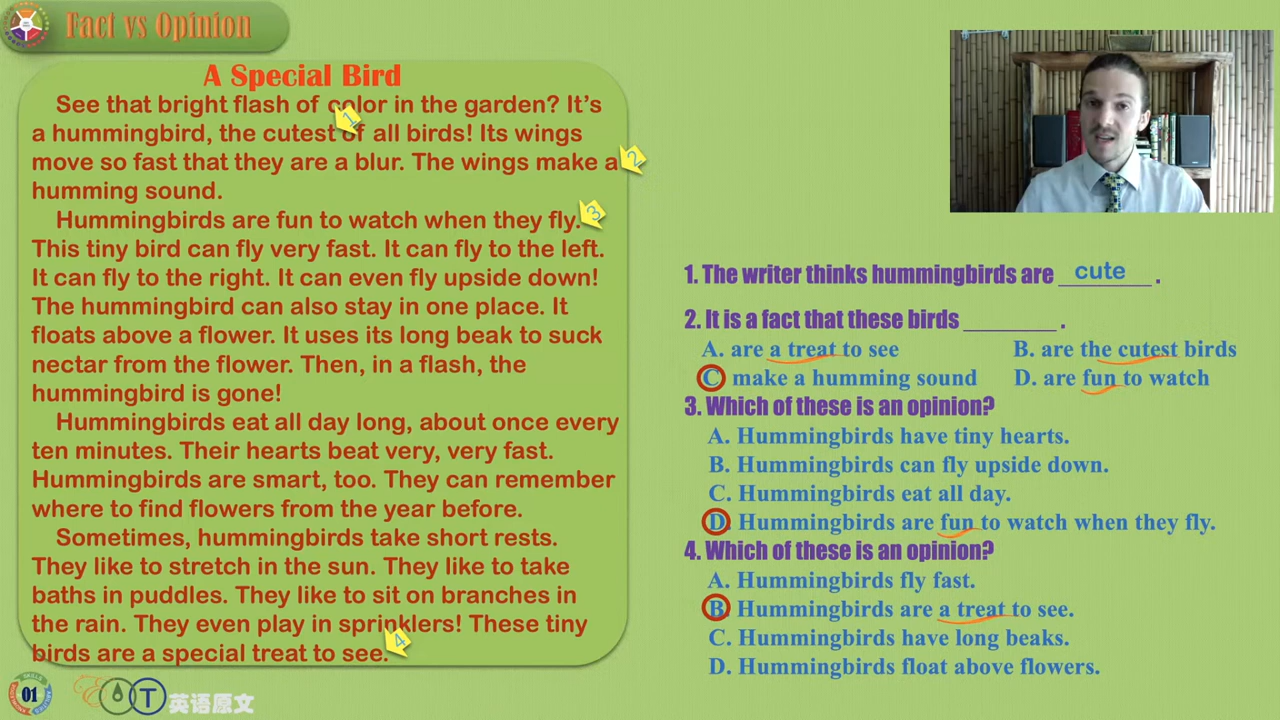 Fact vs Opinion
A Special Bird
See that bright flash of color in the garden? It's
a hummingbird, the cutest of all birds! Its wings
move so fast that they are a blur. The wings make a
humming sound.
Hummingbirds are fun to watch when they fly.
This tiny bird can fly very fast. It can fly to the left.
It can fly to the right. It can even fly upside down!
The hummingbird can also stay in one place. It
floats above a flower. It uses its long beak to suck
nectar from the flower. Then, in a flash, the
hummingbird is gone!
Hummingbirds eat all day long, about once every
ten minutes. Their hearts beat very, very fast.
Hummingbirds are smart, too. They can remember
where to find flowers from the year before.
Sometimes, hummingbirds take short rests.
They like to stretch in the sun. They like to take
baths in puddles. They like to sit on branches in
the rain. They even play in sprinklers! These tiny
birds are a special treat to see.
1
2
3
4
1. The writer thinks hummingbirds are cute .
2. It is a fact that these birds _______ .
A. are a treat to see
B. are the cutest birds
C make a humming sound
D. are fun to watch
3. Which of these is an opinion?
A. Hummingbirds have tiny hearts.
B. Hummingbirds can fly upside down.
C. Hummingbirds eat all day.
D. Hummingbirds are fun to watch when they fly.
4. Which of these is an opinion?
A. Hummingbirds fly fast.
B. Hummingbirds are a treat to see.
C. Hummingbirds have long beaks.
D. Hummingbirds float above flowers.
01
T
英语原文